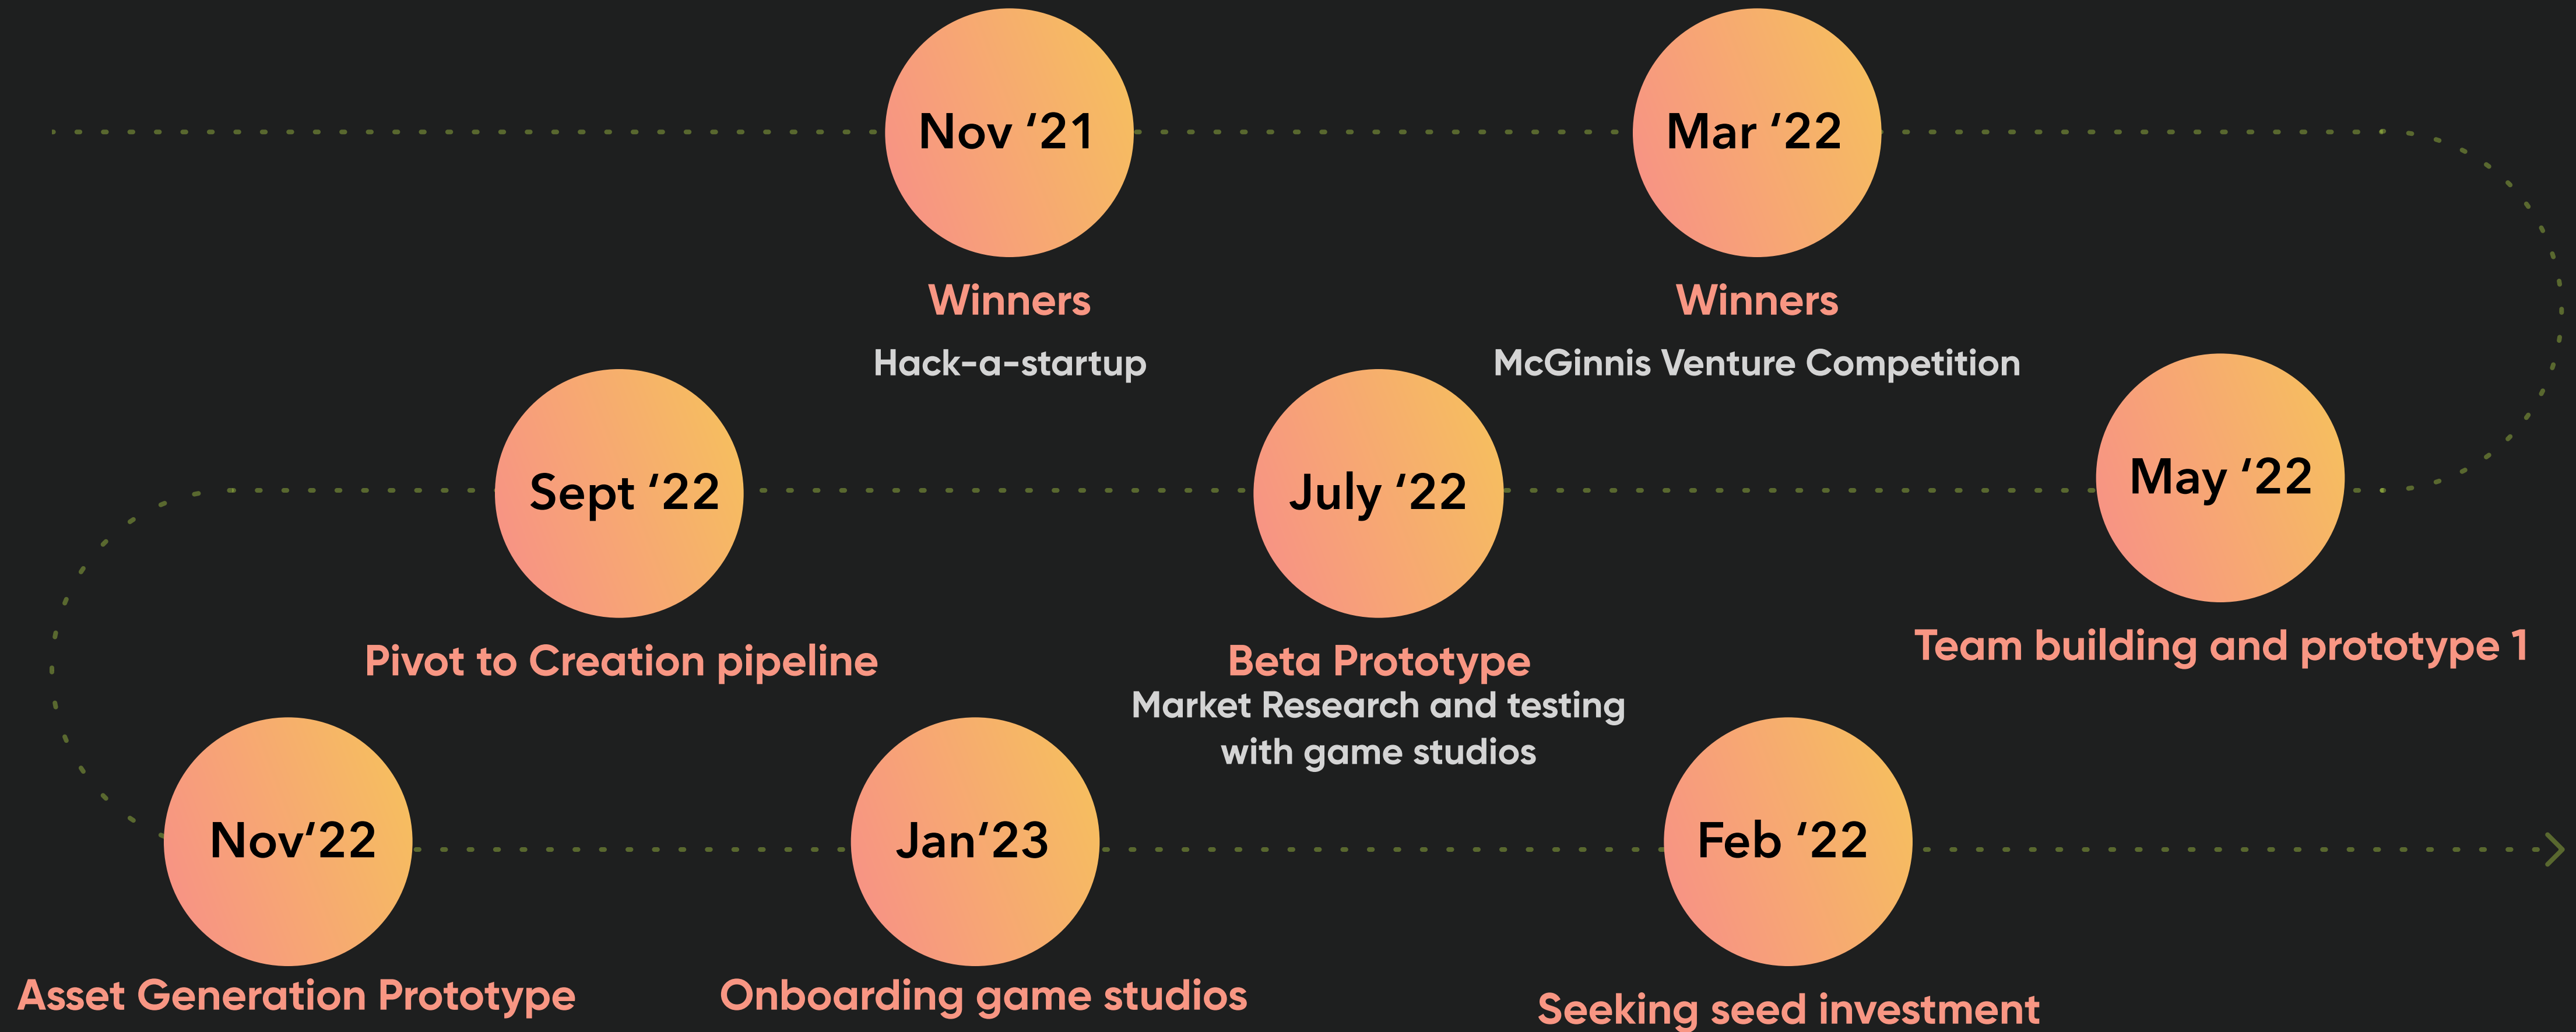 Nov ‘21
Winners
Hack-a-startup
Mar ‘22
Winners
McGinnis Venture Competition
May ‘22
Team building and prototype 1
July ‘22
Beta Prototype
Market Research and testing
with game studios
Sept ‘22
Pivot to Creation pipeline
Nov‘22
Asset Generation Prototype
Jan‘23
Onboarding game studios
Feb ‘22
Seeking seed investment